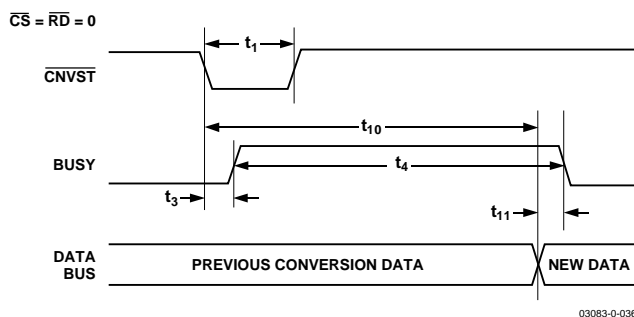 CS = RD = 0
t1
CNVST
t10
BUSY
t4
t3
t11
DATA
BUS
PREVIOUS CONVERSION DATA
NEW DATA
03083-0-036